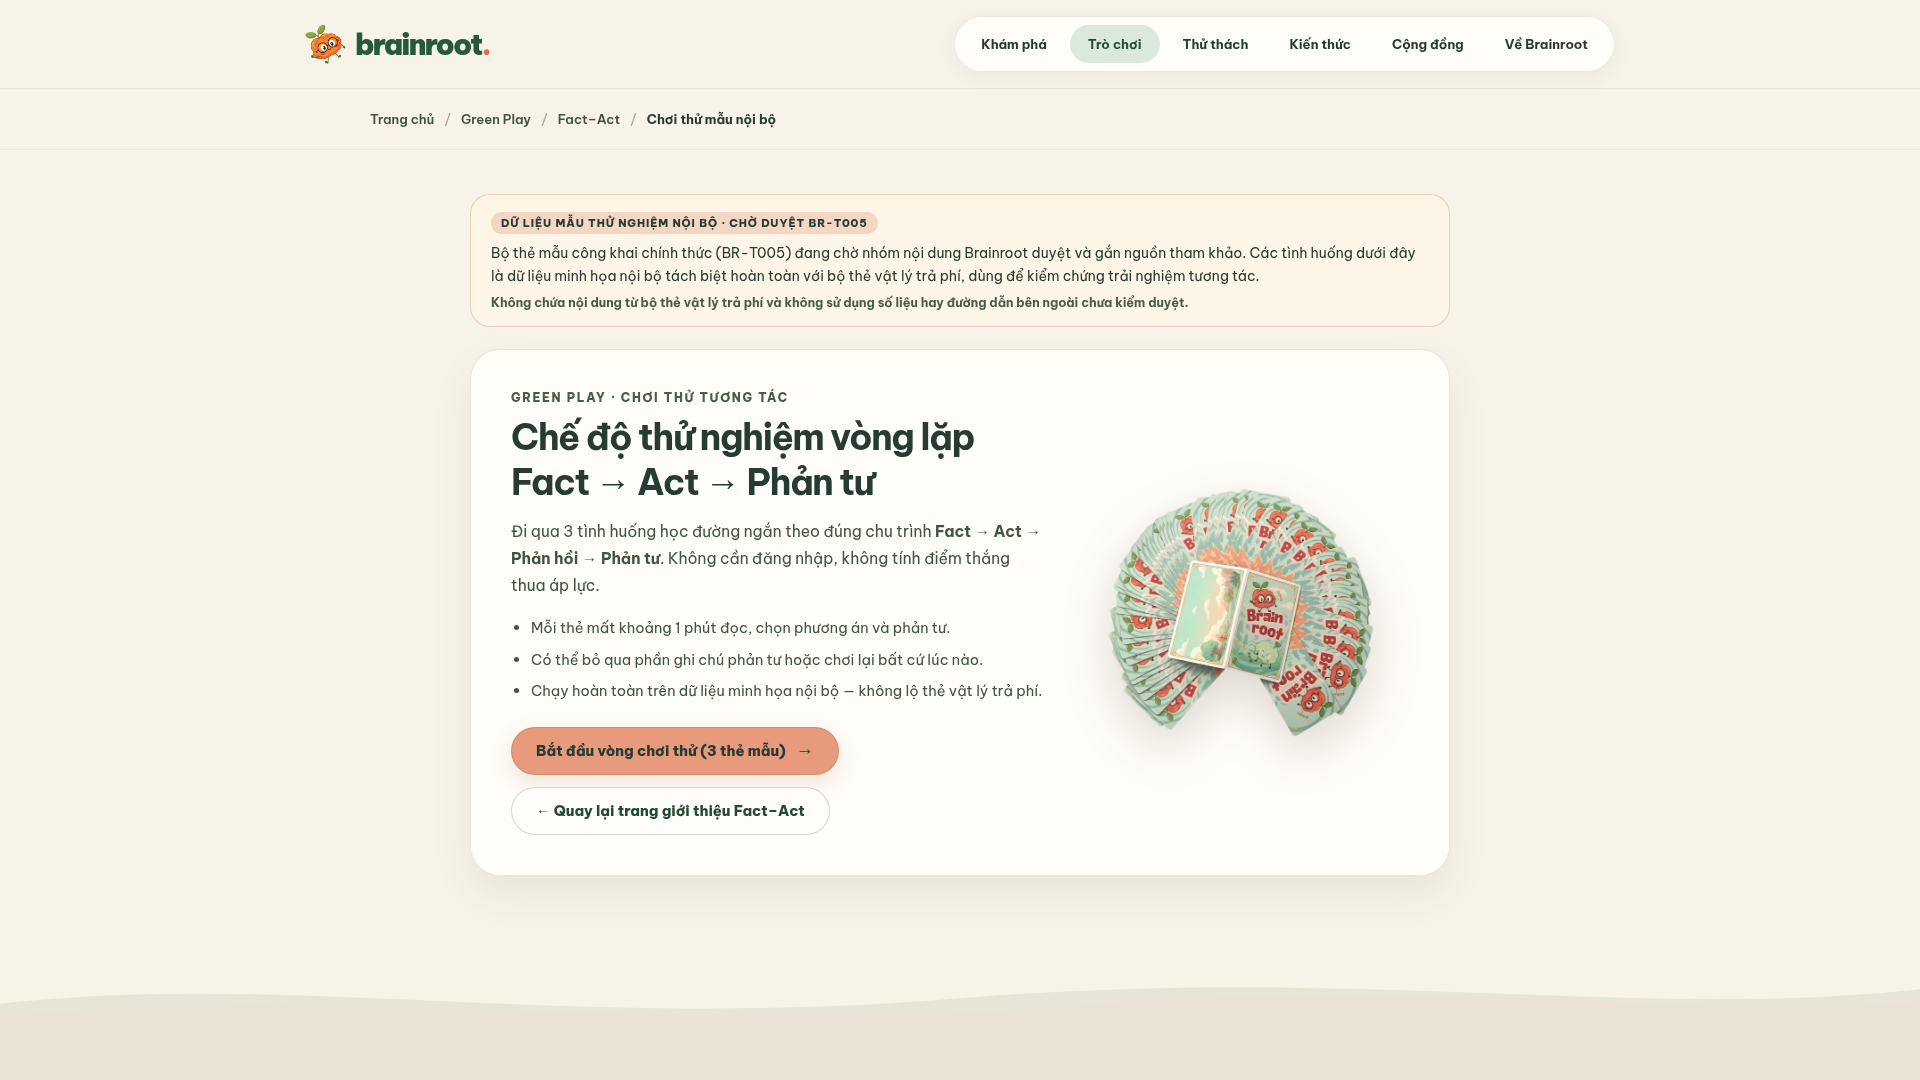 brainroot.
Khám phá
Trò chơi
Thử thách
Kiến thức
Cộng đồng
Về Brainroot
Trang chủ / Green Play / Fact–Act / Chơi thử mẫu nội bộ
DỮ LIỆU MẪU THỬ NGHIỆM NỘI BỘ · CHỜ DUYỆT BR-T005
Bộ thẻ mẫu công khai chính thức (BR-T005) đang chờ nhóm nội dung Brainroot duyệt và gắn nguồn tham khảo. Các tình huống dưới đây
là dữ liệu minh họa nội bộ tách biệt hoàn toàn với bộ thẻ vật lý trả phí, dùng để kiểm chứng trải nghiệm tương tác.
Không chứa nội dung từ bộ thẻ vật lý trả phí và không sử dụng số liệu hay đường dẫn bên ngoài chưa kiểm duyệt.
GREEN PLAY · CHƠI THỬ TƯƠNG TÁC
Chế độ thử nghiệm vòng lặp
Fact → Act → Phản tư
Đi qua 3 tình huống học đường ngắn theo đúng chu trình Fact → Act →
Phản hồi → Phản tư. Không cần đăng nhập, không tính điểm thắng
thua áp lực.
• Mỗi thẻ mất khoảng 1 phút đọc, chọn phương án và phản tư.
• Có thể bỏ qua phần ghi chú phản tư hoặc chơi lại bất cứ lúc nào.
• Chạy hoàn toàn trên dữ liệu minh họa nội bộ — không lộ thẻ vật lý trả phí.
Bắt đầu vòng chơi thử (3 thẻ mẫu) →
← Quay lại trang giới thiệu Fact–Act
Brain
root